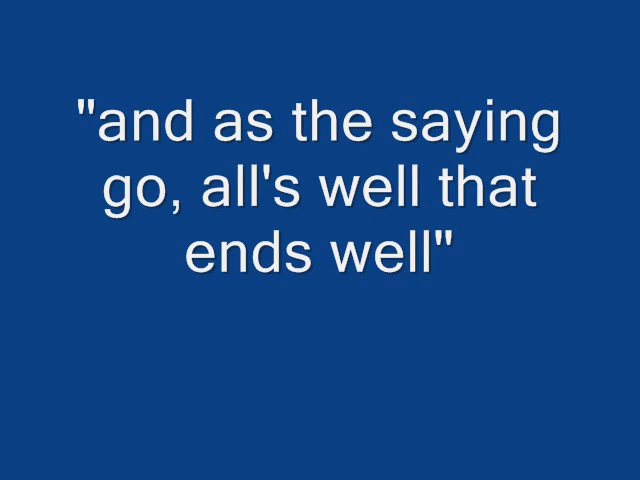 "and as the saying
go, all's well that
ends well"